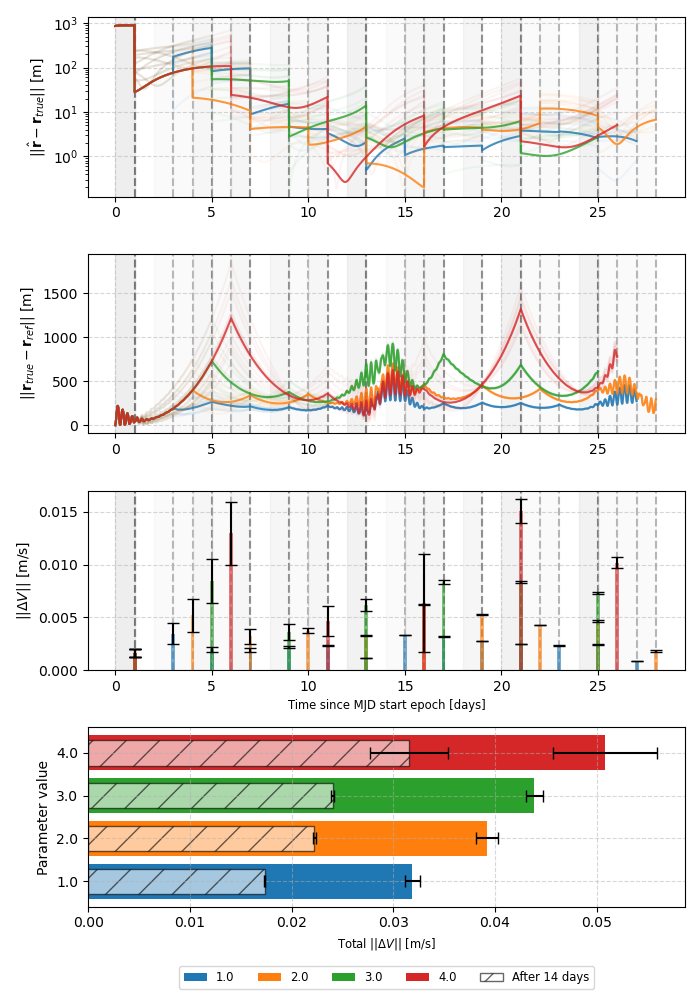 ||r̂ − r_true|| [m]
10³
10²
10¹
10⁰
0 5 10 15 20 25
||r_true − r_ref|| [m]
1500
1000
500
0
0 5 10 15 20 25
||ΔV|| [m/s]
0.015
0.010
0.005
0.000
0 5 10 15 20 25
Time since MJD start epoch [days]
Parameter value
4.0
3.0
2.0
1.0
0.00 0.01 0.02 0.03 0.04 0.05
Total ||ΔV|| [m/s]
1.0 2.0 3.0 4.0 After 14 days